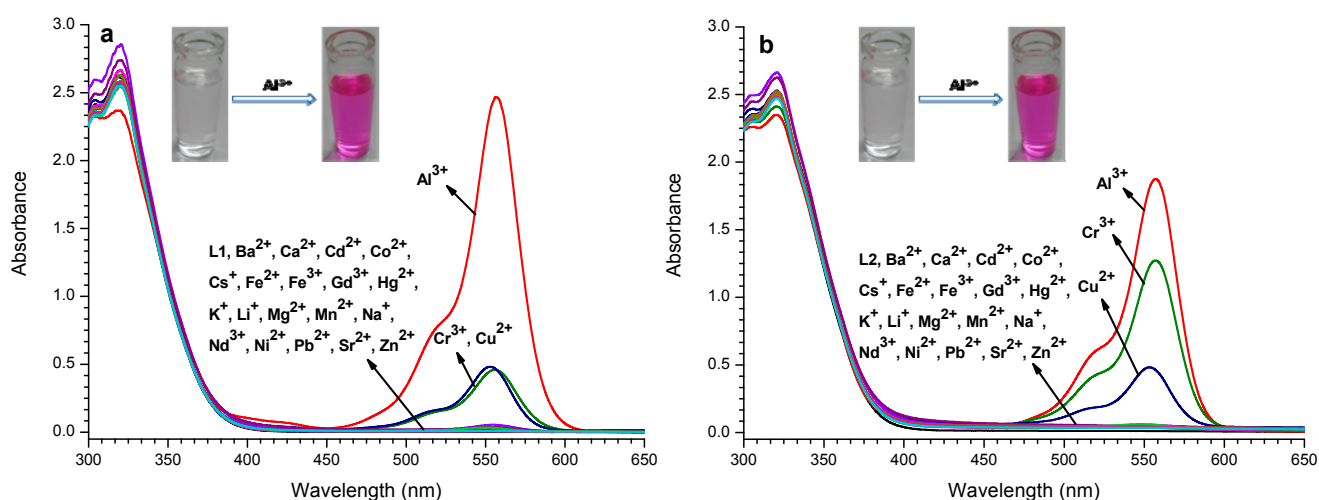 a
3.0
2.5
2.0
1.5
1.0
0.5
0.0
Absorbance
Al³⁺
Al³⁺
L1, Ba²⁺, Ca²⁺, Cd²⁺, Co²⁺,
Cs⁺, Fe²⁺, Fe³⁺, Gd³⁺, Hg²⁺,
K⁺, Li⁺, Mg²⁺, Mn²⁺, Na⁺,
Nd³⁺, Ni²⁺, Pb²⁺, Sr²⁺, Zn²⁺
Cr³⁺, Cu²⁺
300 350 400 450 500 550 600 650
Wavelength (nm)
b
3.0
2.5
2.0
1.5
1.0
0.5
0.0
Absorbance
Al³⁺
Al³⁺
Cr³⁺
Cu²⁺
L2, Ba²⁺, Ca²⁺, Cd²⁺, Co²⁺,
Cs⁺, Fe²⁺, Fe³⁺, Gd³⁺, Hg²⁺,
K⁺, Li⁺, Mg²⁺, Mn²⁺, Na⁺,
Nd³⁺, Ni²⁺, Pb²⁺, Sr²⁺, Zn²⁺
300 350 400 450 500 550 600 650
Wavelength (nm)